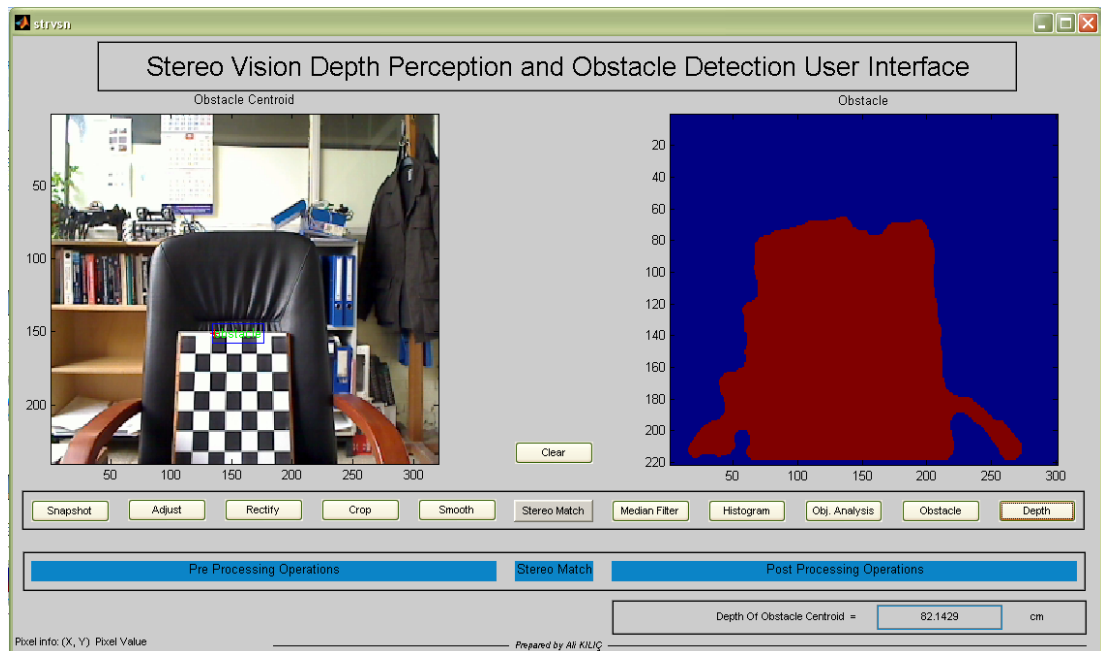 strvsn
Stereo Vision Depth Perception and Obstacle Detection User Interface
Obstacle Centroid
Obstacle
50
100
150
200
50 100 150 200 250 300
Obstacle
20
40
60
80
100
120
140
160
180
200
220
50 100 150 200 250 300
Clear
Snapshot Adjust Rectify Crop Smooth Stereo Match Median Filter Histogram Obj. Analysis Obstacle Depth
Pre Processing Operations Stereo Match Post Processing Operations
Depth Of Obstacle Centroid = 82.1429 cm
Pixel info: (X, Y) Pixel Value
Prepared by Ali KILIÇ